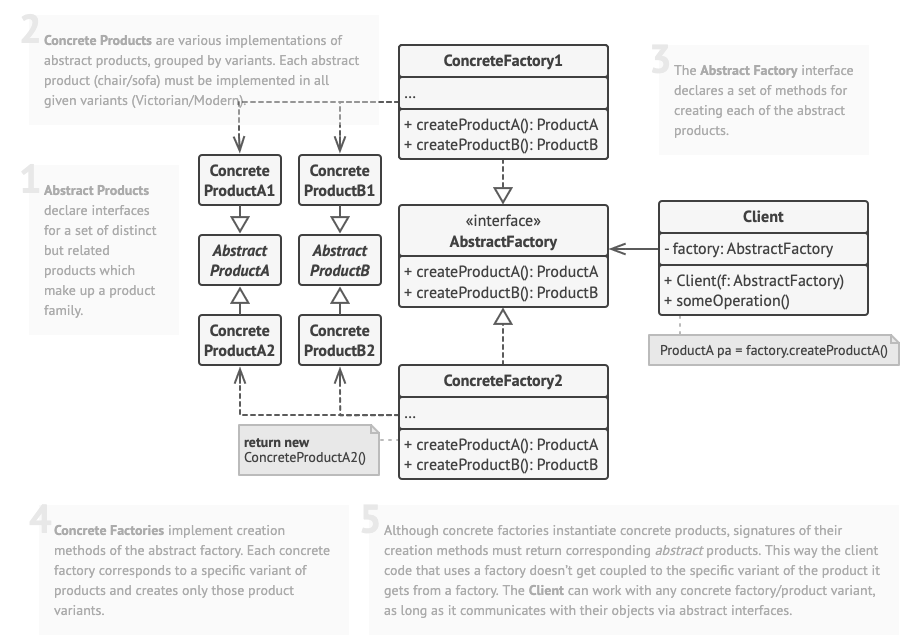 2
Concrete Products are various implementations of
abstract products, grouped by variants. Each abstract
product (chair/sofa) must be implemented in all
given variants (Victorian/Modern).
ConcreteFactory1
...
+ createProductA(): ProductA
+ createProductB(): ProductB
3
The Abstract Factory interface
declares a set of methods for
creating each of the abstract
products.
1
Abstract Products
declare interfaces
for a set of distinct
but related
products which
make up a product
family.
Concrete
ProductA1
Concrete
ProductB1
Abstract
ProductA
Abstract
ProductB
Concrete
ProductA2
Concrete
ProductB2
«interface»
AbstractFactory
+ createProductA(): ProductA
+ createProductB(): ProductB
Client
- factory: AbstractFactory
+ Client(f: AbstractFactory)
+ someOperation()
ProductA pa = factory.createProductA()
ConcreteFactory2
...
+ createProductA(): ProductA
+ createProductB(): ProductB
return new
ConcreteProductA2()
4
Concrete Factories implement creation
methods of the abstract factory. Each concrete
factory corresponds to a specific variant of
products and creates only those product
variants.
5
Although concrete factories instantiate concrete products, signatures of their
creation methods must return corresponding abstract products. This way the client
code that uses a factory doesn't get coupled to the specific variant of the product it
gets from a factory. The Client can work with any concrete factory/product variant,
as long as it communicates with their objects via abstract interfaces.